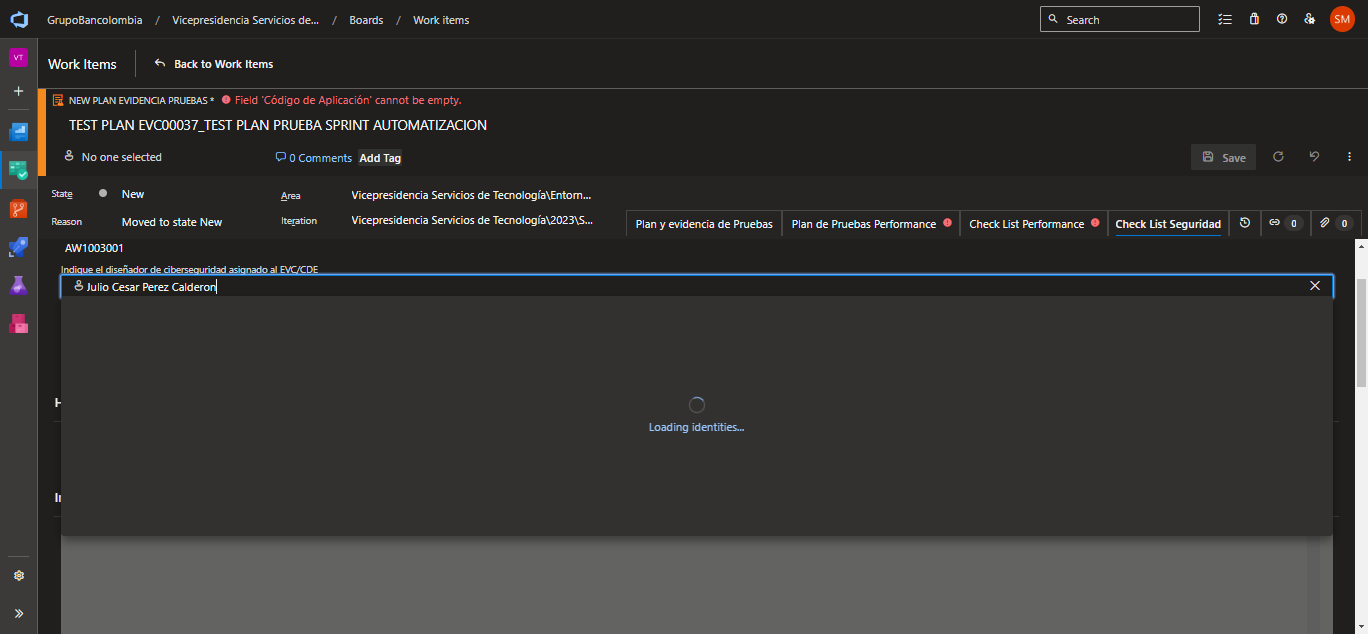 GrupoBancolombia / Vicepresidencia Servicios de... / Boards / Work items
Search
SM
VT
Work Items
Back to Work Items
NEW PLAN EVIDENCIA PRUEBAS * Field 'Código de Aplicación' cannot be empty.
TEST PLAN EVC00037_TEST PLAN PRUEBA SPRINT AUTOMATIZACION
No one selected
0 Comments
Add Tag
Save
State
New
Area
Vicepresidencia Servicios de Tecnología\Entorn...
Reason
Moved to state New
Iteration
Vicepresidencia Servicios de Tecnología\2023\S...
Plan y evidencia de Pruebas
Plan de Pruebas Performance
Check List Performance
Check List Seguridad
0
0
AW1003001
Indique el diseñador de ciberseguridad asignado al EVC/CDE
Julio Cesar Perez Calderon
Loading identities...